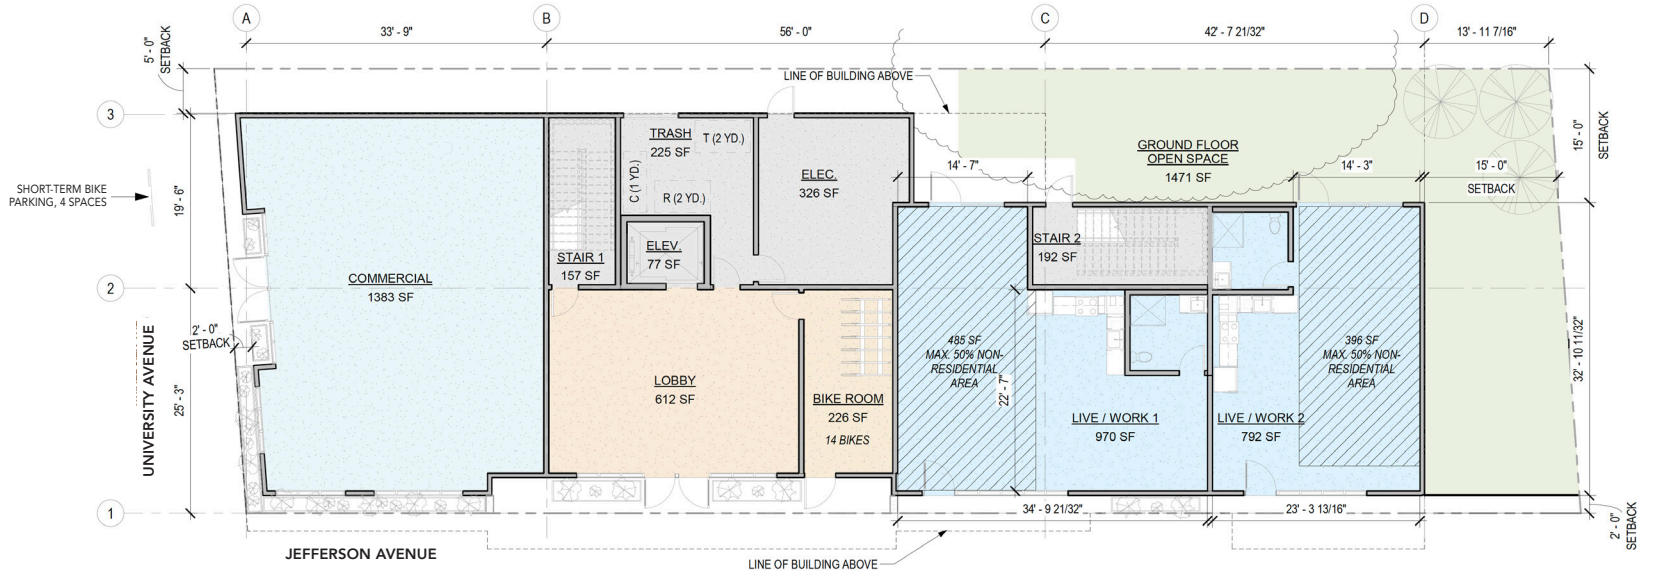 A
B
C
D
33' - 9"
56' - 0"
42' - 7 21/32"
13' - 11 7/16"
5' - 0"
SETBACK
LINE OF BUILDING ABOVE
3
TRASH
225 SF
T (2 YD.)
C (1 YD.)
R (2 YD.)
ELEC.
326 SF
GROUND FLOOR
OPEN SPACE
1471 SF
15' - 0"
SETBACK
14' - 7"
14' - 3"
15' - 0"
SETBACK
SHORT-TERM BIKE
PARKING, 4 SPACES
19' - 6"
STAIR 1
157 SF
ELEV.
77 SF
STAIR 2
192 SF
COMMERCIAL
1383 SF
2
2' - 0"
SETBACK
UNIVERSITY AVENUE
25' - 3"
LOBBY
612 SF
BIKE ROOM
226 SF
14 BIKES
485 SF
MAX. 50% NON-
RESIDENTIAL
AREA
22' - 7"
LIVE / WORK 1
970 SF
LIVE / WORK 2
792 SF
396 SF
MAX. 50% NON-
RESIDENTIAL
AREA
32' - 10 11/32"
1
34' - 9 21/32"
23' - 3 13/16"
2' - 0"
SETBACK
JEFFERSON AVENUE
LINE OF BUILDING ABOVE